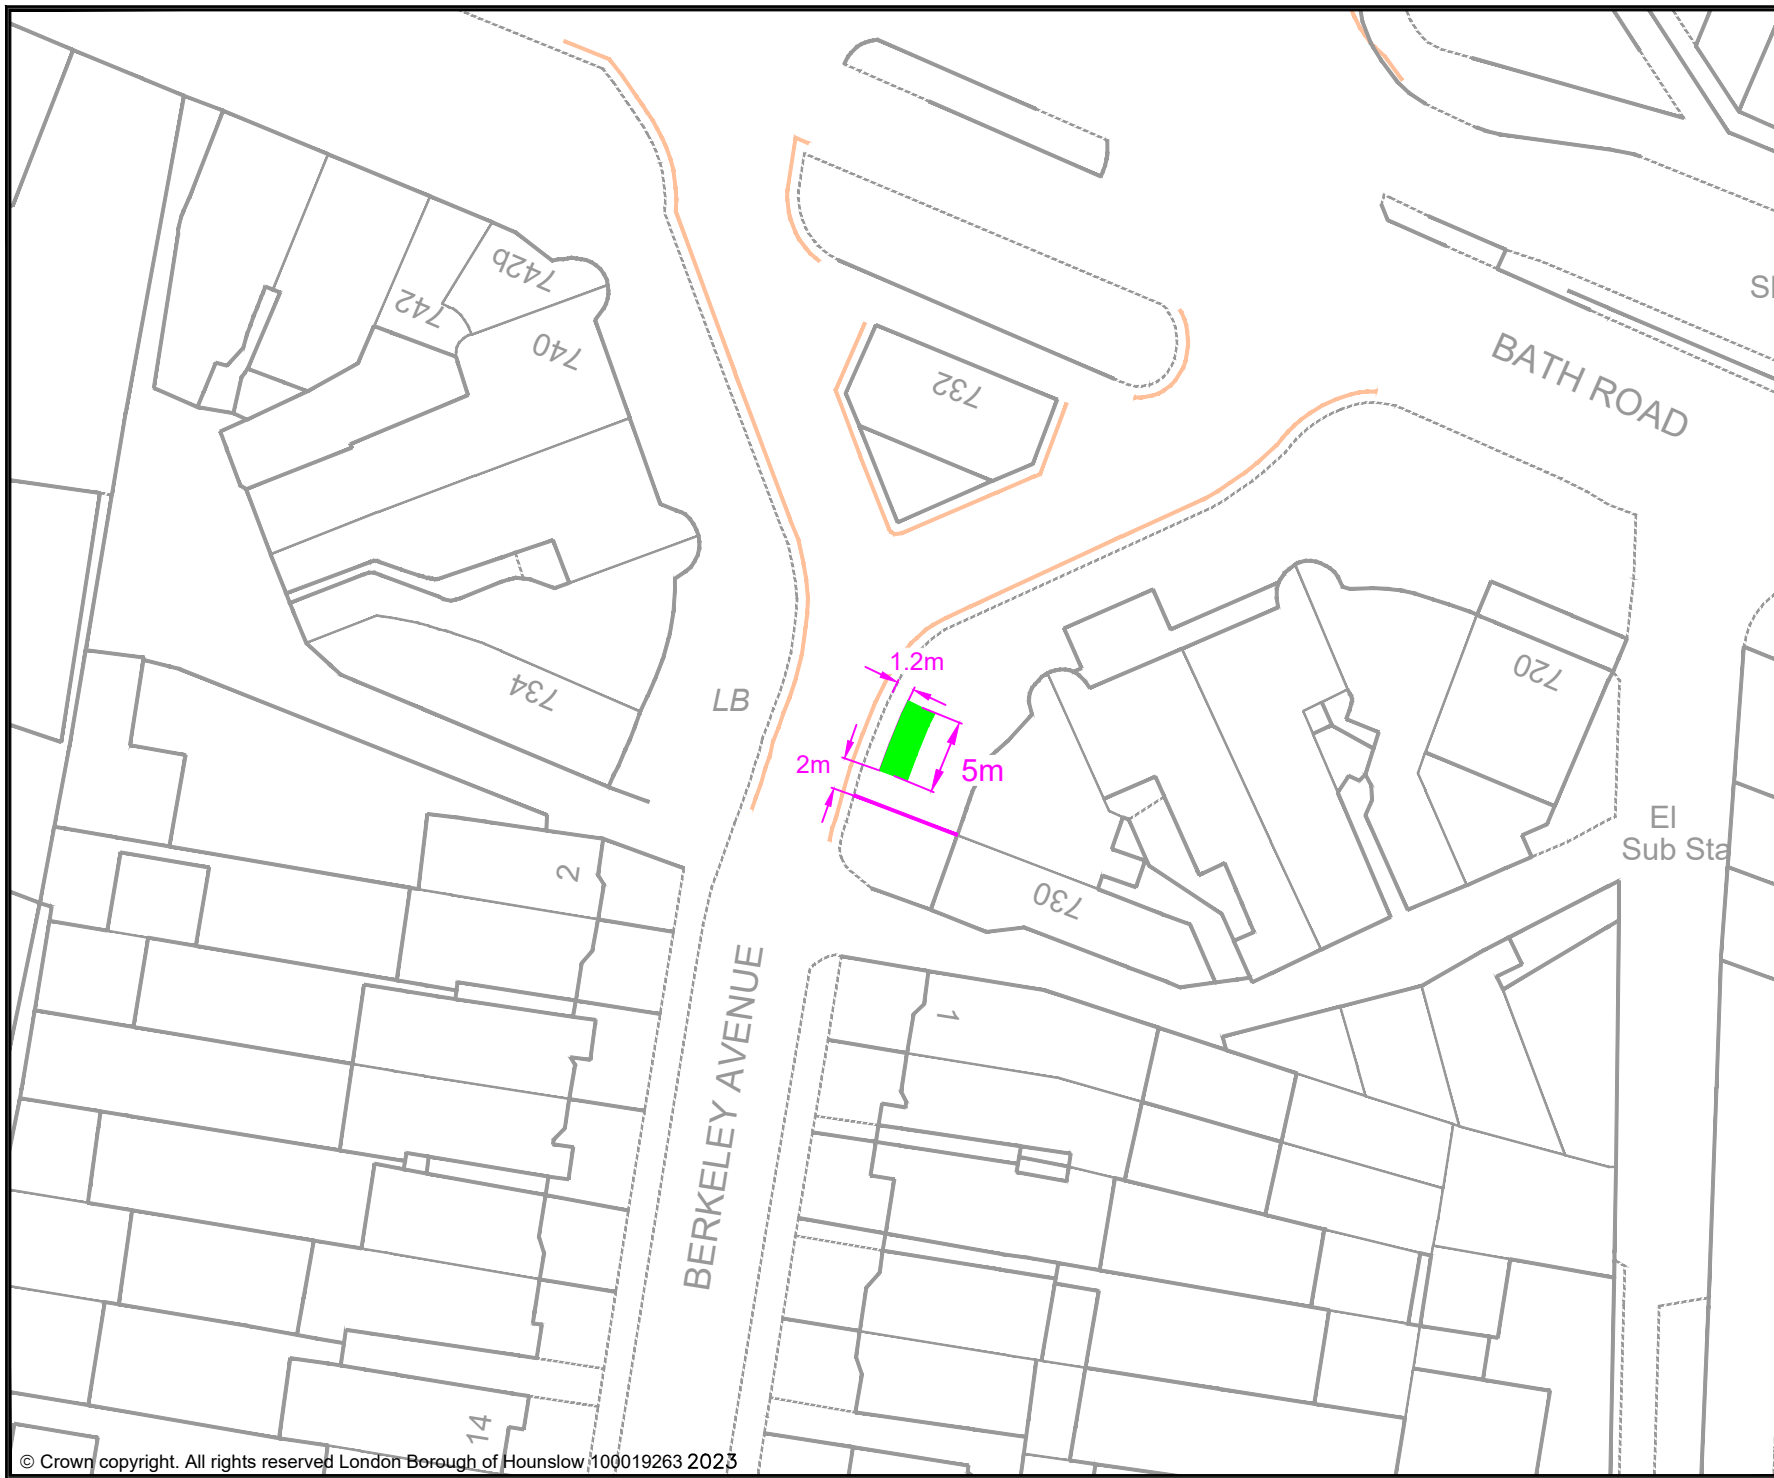 742b
742
740
732
BATH ROAD
1.2m
720
734
LB
2m
5m
El
Sub Sta
2
730
BERKELEY AVENUE
1
14
© Crown copyright. All rights reserved London Borough of Hounslow 100019263 2023